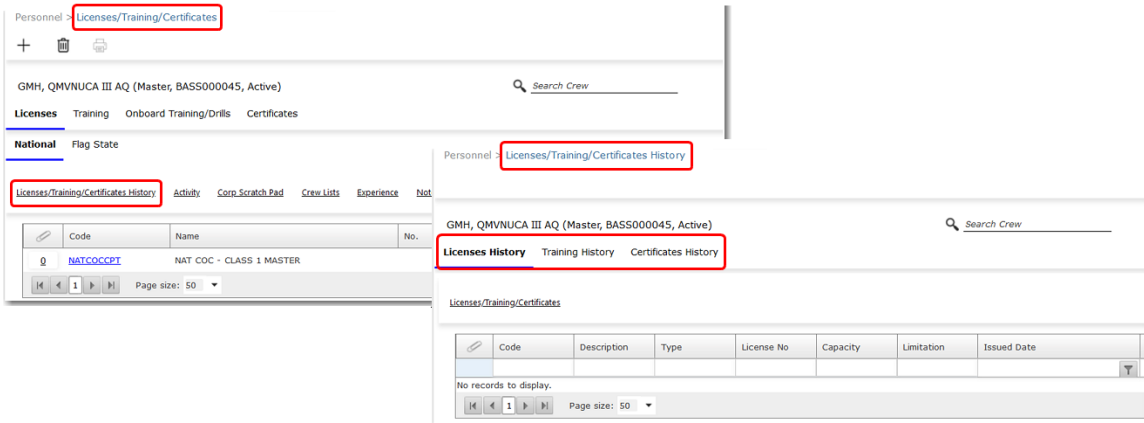 Personnel > Licenses/Training/Certificates
GMH, QMVNUCA III AQ (Master, BASS000045, Active)
Search Crew
Licenses Training Onboard Training/Drills Certificates
National Flag State
Licenses/Training/Certificates History Activity Corp Scratch Pad Crew Lists Experience Not
Code Name No.
0 NATCOCCPT NAT COC - CLASS 1 MASTER
1 Page size: 50
Personnel > Licenses/Training/Certificates History
GMH, QMVNUCA III AQ (Master, BASS000045, Active)
Search Crew
Licenses History Training History Certificates History
Licenses/Training/Certificates
Code Description Type License No Capacity Limitation Issued Date
No records to display.
1 Page size: 50